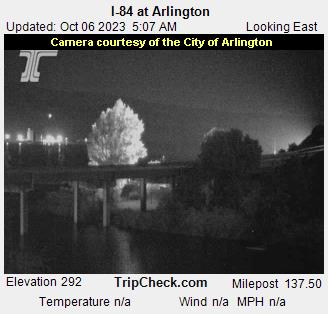 I-84 at Arlington
Updated: Oct 06 2023 5:07 AM Looking East
Camera courtesy of the City of Arlington
Elevation 292 TripCheck.com Milepost 137.50
Temperature n/a Wind n/a MPH n/a